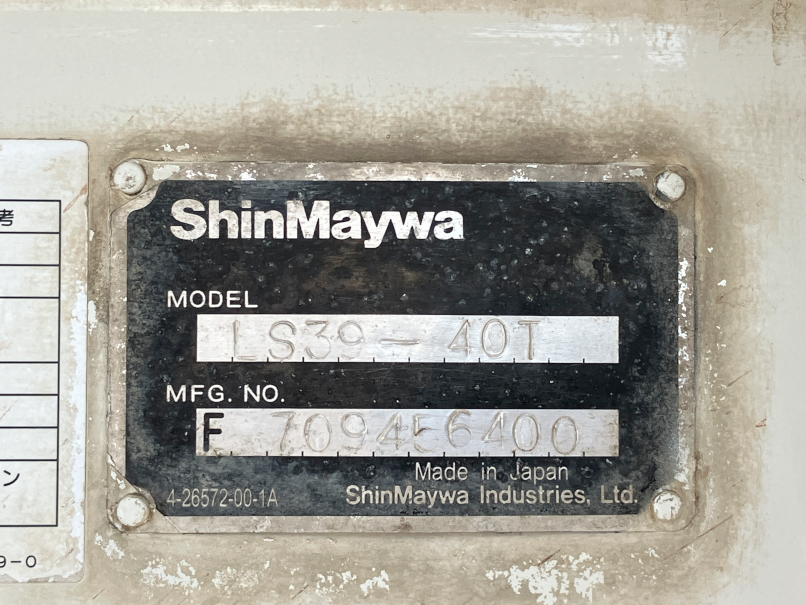 考
ン
9-0
ShinMaywa
MODEL
LS39-40T
MFG. NO.
F 709456400
Made in Japan
4-26572-00-1A ShinMaywa Industries, Ltd.